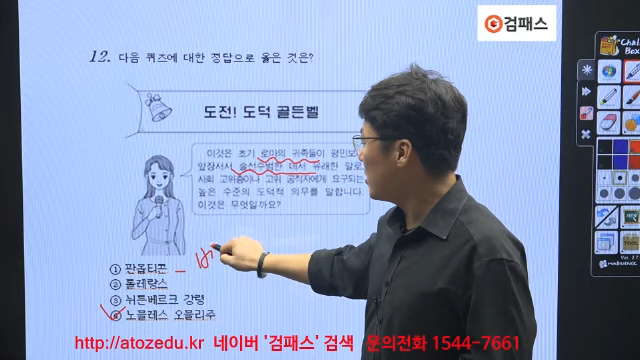 검패스
12. 다음 퀴즈에 대한 정답으로 옳은 것은?
도전! 도덕 골든벨
이것은 초기 로마의 귀족들이 평민보다
앞장서서 솔선수범한 데서 유래한 말로
사회 고위층이나 고위 공직자에게 요구되는
높은 수준의 도덕적 의무를 말합니다.
이것은 무엇일까요?
① 판옵티콘
② 톨레랑스
③ 뉘른베르크 강령
④ 노블레스 오블리주
http://atozedu.kr 네이버 '검패스' 검색 문의전화 1544-7661